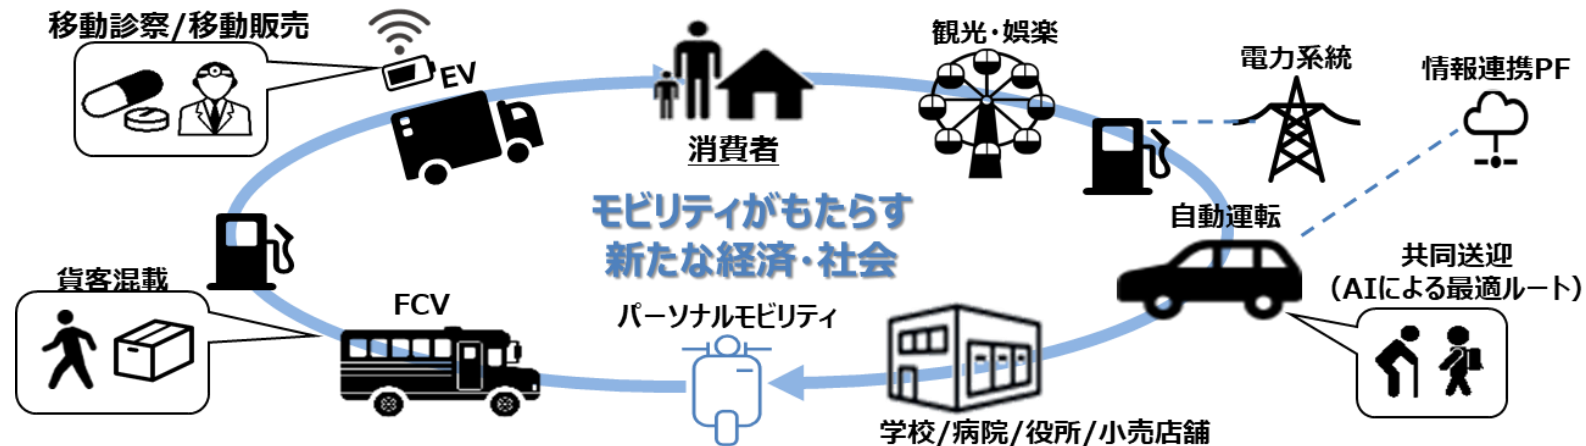 移動診察/移動販売
EV
消費者
観光・娯楽
電力系統
情報連携PF
モビリティがもたらす
新たな経済・社会
自動運転
共同送迎
(AIによる最適ルート)
貨客混載
FCV
パーソナルモビリティ
学校/病院/役所/小売店舗